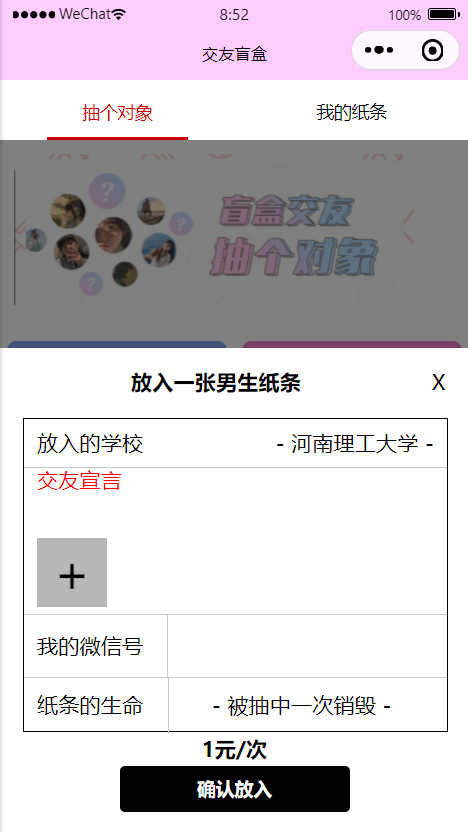 WeChat 8:52 100%
交友盲盒
抽个对象 我的纸条
? 盲盒交友
? 抽个对象
?
放入一张男生纸条 X
放入的学校 - 河南理工大学 -
交友宣言
+
我的微信号
纸条的生命 - 被抽中一次销毁 -
1元/次
确认放入